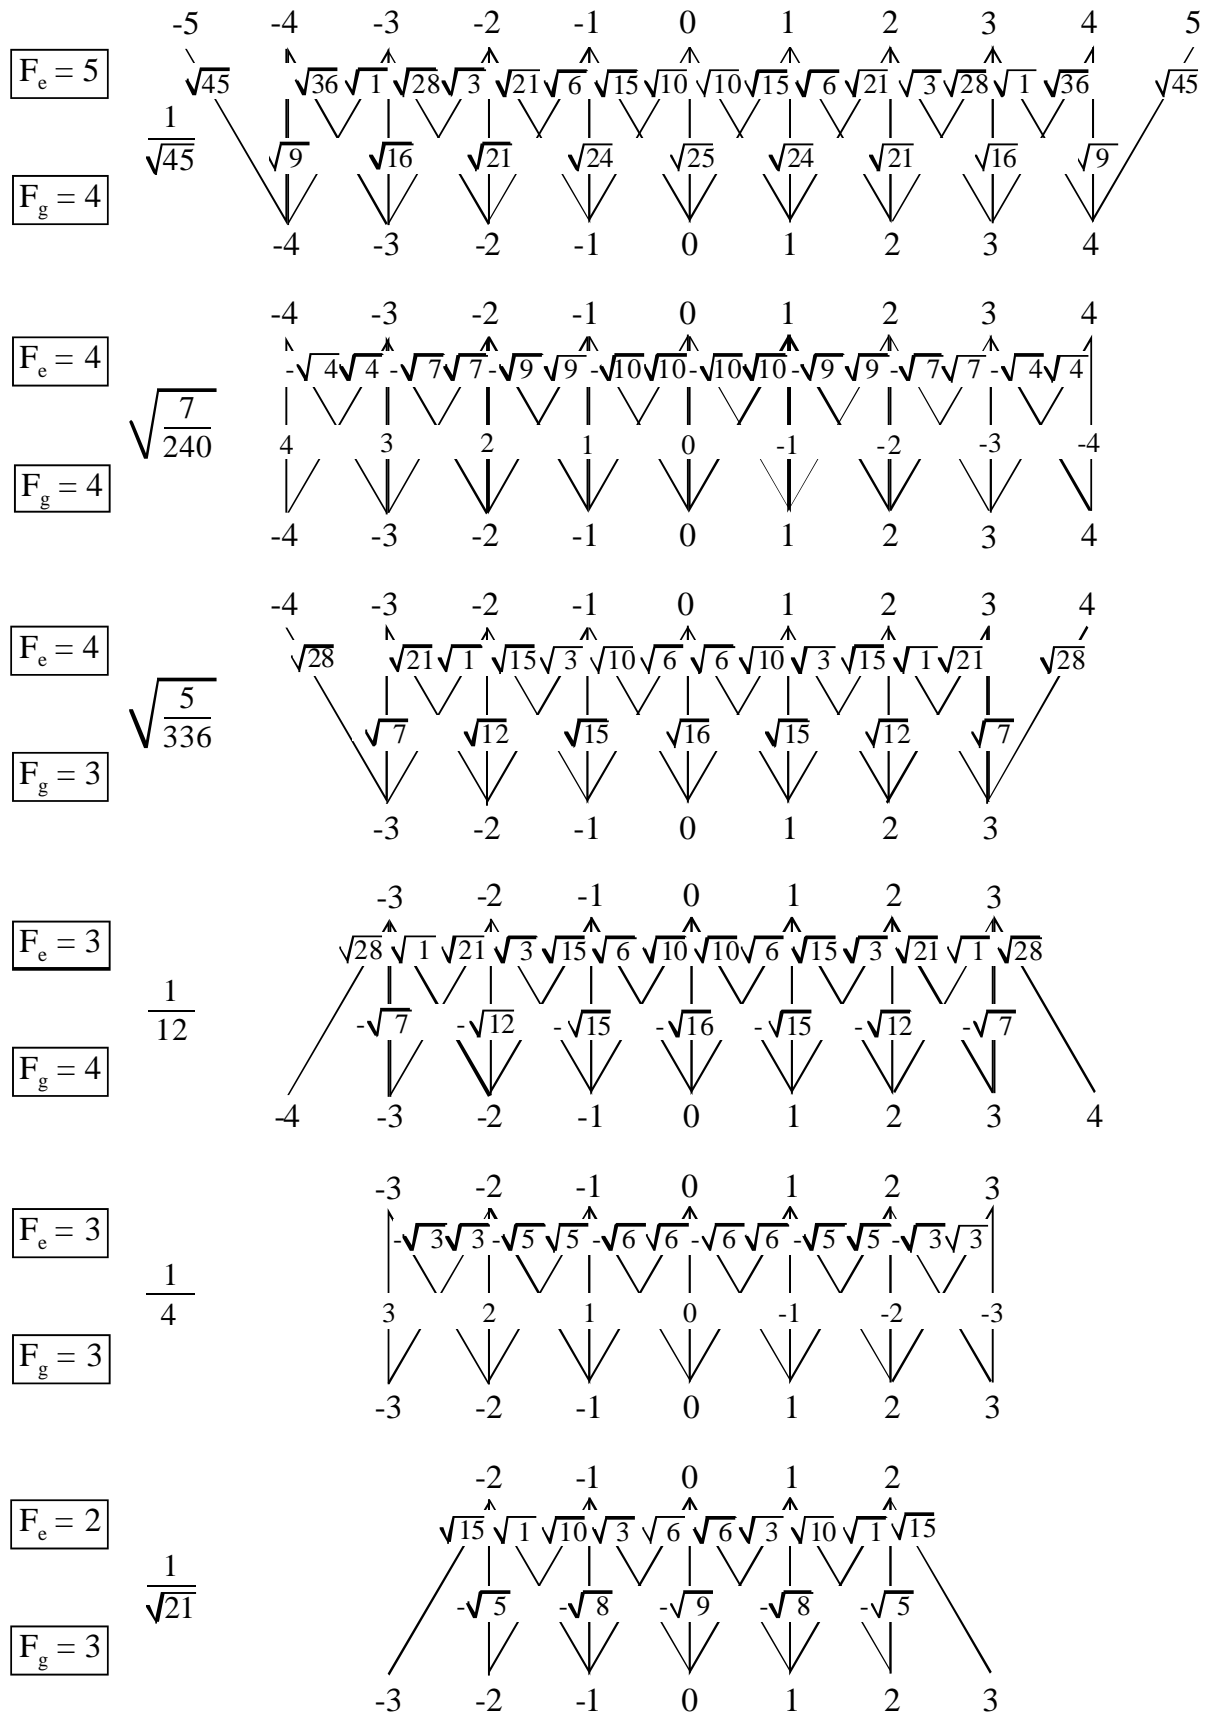 -5 -4 -3 -2 -1 0 1 2 3 4 5
F_e = 5
√45 √36 √1 √28 √3 √21 √6 √15 √10 √10 √15 √6 √21 √3 √28 √1 √36 √45
1/√45
√9 √16 √21 √24 √25 √24 √21 √16 √9
F_g = 4
-4 -3 -2 -1 0 1 2 3 4
-4 -3 -2 -1 0 1 2 3 4
F_e = 4
-√4 √4 -√7 √7 -√9 √9 -√10 √10 -√10 √10 -√9 √9 -√7 √7 -√4 √4
√(7/240)
4 3 2 1 0 -1 -2 -3 -4
F_g = 4
-4 -3 -2 -1 0 1 2 3 4
-4 -3 -2 -1 0 1 2 3 4
F_e = 4
√28 √21 √1 √15 √3 √10 √6 √6 √10 √3 √15 √1 √21 √28
√(5/336)
√7 √12 √15 √16 √15 √12 √7
F_g = 3
-3 -2 -1 0 1 2 3
-3 -2 -1 0 1 2 3
F_e = 3
√28 √1 √21 √3 √15 √6 √10 √10 √6 √15 √3 √21 √1 √28
1/12
-√7 -√12 -√15 -√16 -√15 -√12 -√7
F_g = 4
-4 -3 -2 -1 0 1 2 3 4
-3 -2 -1 0 1 2 3
F_e = 3
-√3 √3 -√5 √5 -√6 √6 -√6 √6 -√5 √5 -√3 √3
1/4
3 2 1 0 -1 -2 -3
F_g = 3
-3 -2 -1 0 1 2 3
-2 -1 0 1 2
F_e = 2
√15 √1 √10 √3 √6 √6 √3 √10 √1 √15
1/√21
-√5 -√8 -√9 -√8 -√5
F_g = 3
-3 -2 -1 0 1 2 3